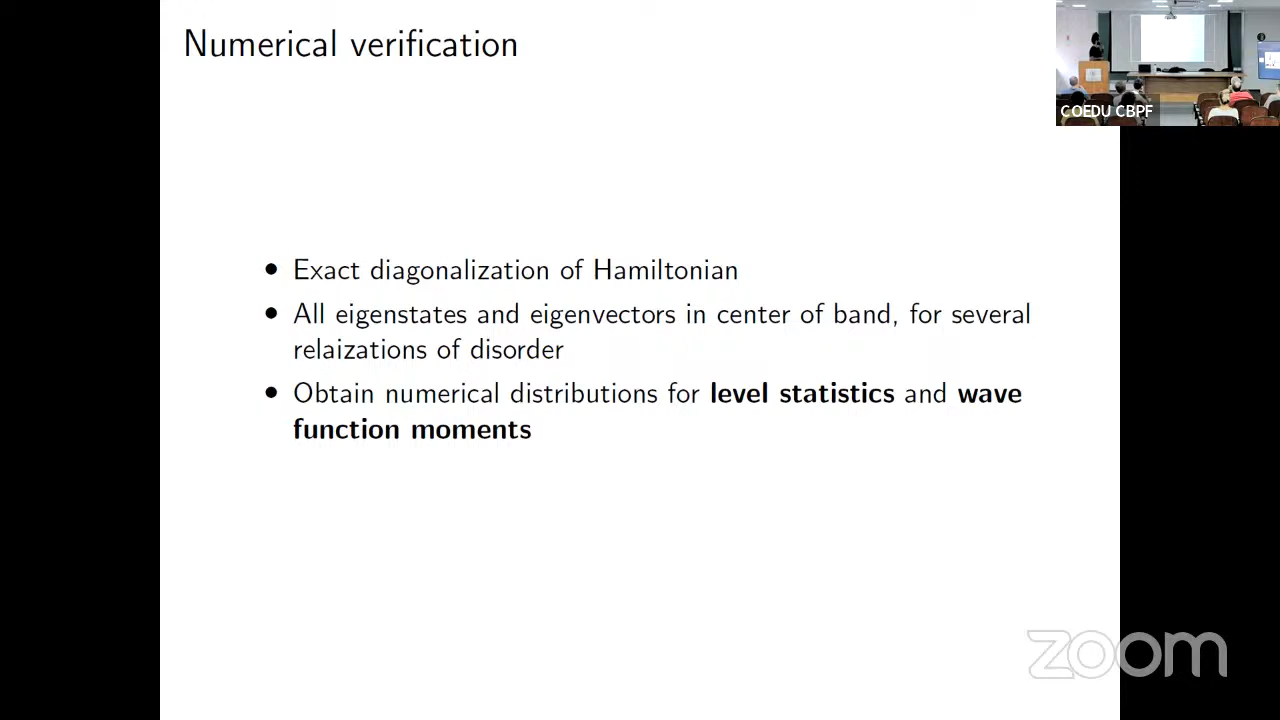 Numerical verification
COEDU CBPF
• Exact diagonalization of Hamiltonian
• All eigenstates and eigenvectors in center of band, for several
relaizations of disorder
• Obtain numerical distributions for level statistics and wave
function moments
zoom